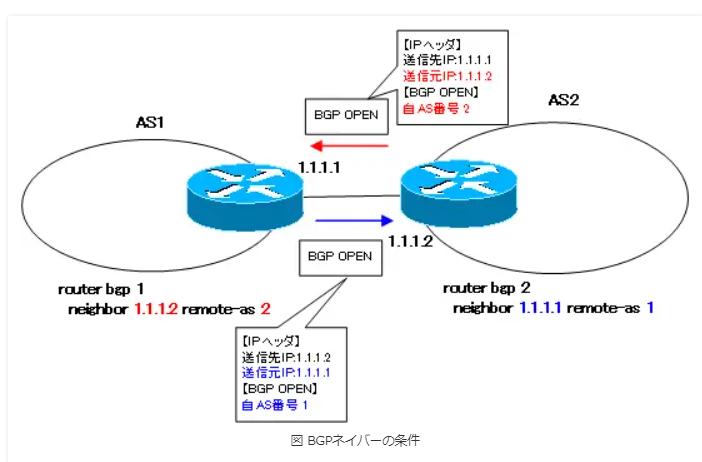 【IPヘッダ】
送信先IP:1.1.1.1
送信元IP:1.1.1.2
【BGP OPEN】
自AS番号 2
BGP OPEN
AS1
AS2
1.1.1.1
1.1.1.2
BGP OPEN
router bgp 1
neighbor 1.1.1.2 remote-as 2
router bgp 2
neighbor 1.1.1.1 remote-as 1
【IPヘッダ】
送信先IP:1.1.1.2
送信元IP:1.1.1.1
【BGP OPEN】
自AS番号 1
図 BGPネイバーの条件